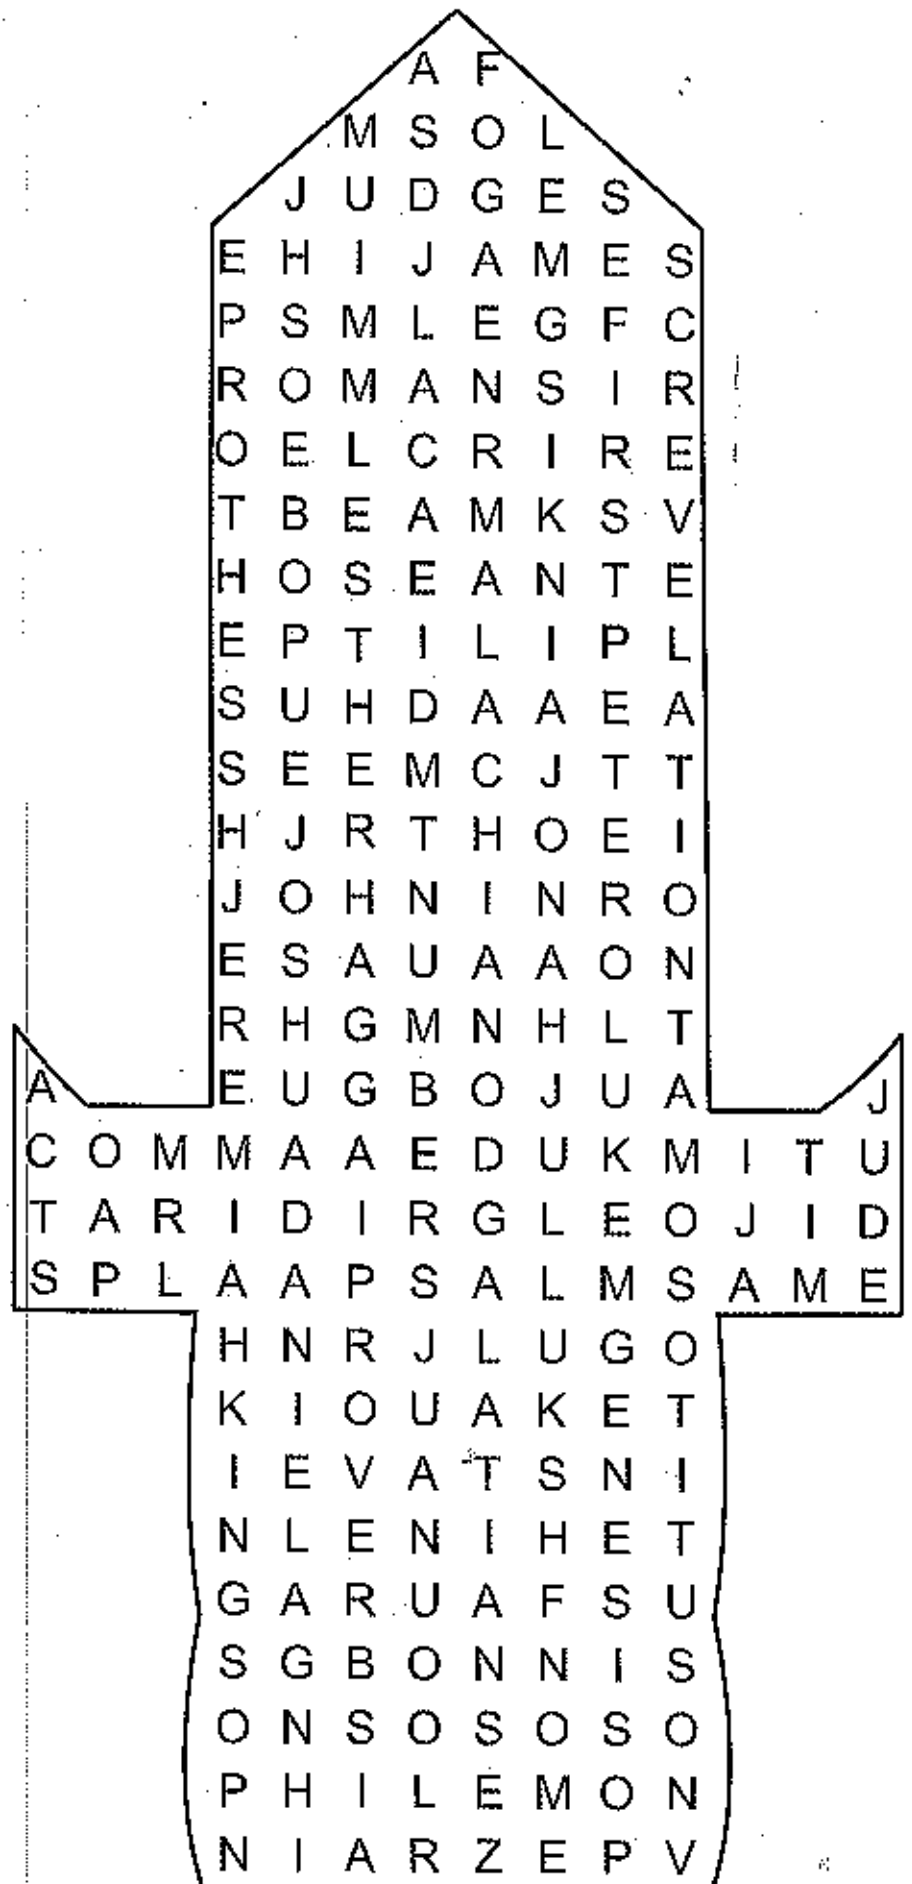 A F
M S O L
J U D G E S
E H I J A M E S
P S M L E G F C
R O M A N S I R
O E L C R I R E
T B E A M K S V
H O S E A N T E
E P T I L I P L
S U H D A A E A
S E E M C J T T
H J R T H O E I
J O H N I N R O
E S A U A A O N
R H G M N H L T
A E U G B O J U A J
C O M M A A E D U K M I T U
T A R I D I R G L E O J I D
S P L A A P S A L M S A M E
H N R J L U G O
K I O U A K E T
I E V A T S N I
N L E N I H E T
G A R U A F S U
S G B O N N I S
O N S O S O S O
P H I L E M O N
N I A R Z E P V